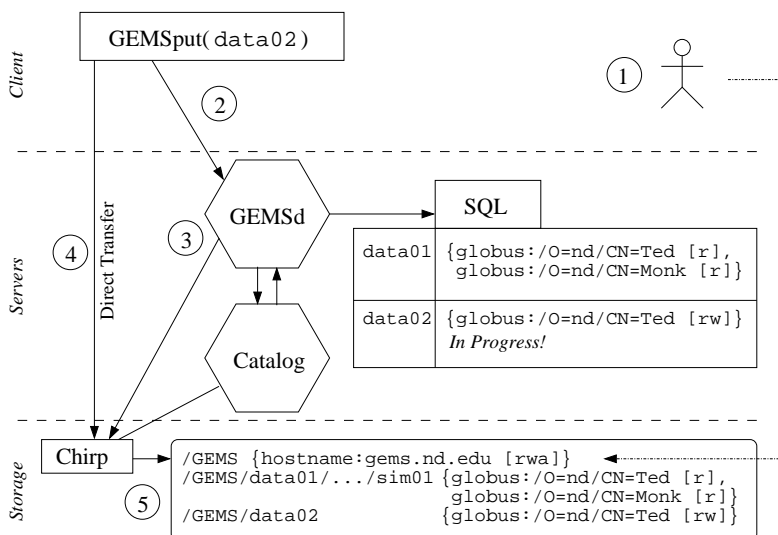 GEMSput(data02)
Client
1
2
Servers
GEMSd
SQL
3
4
Direct Transfer
data01 {globus:/O=nd/CN=Ted [r],
globus:/O=nd/CN=Monk [r]}
data02 {globus:/O=nd/CN=Ted [rw]}
In Progress!
Catalog
Storage
Chirp
5
/GEMS {hostname:gems.nd.edu [rwa]}
/GEMS/data01/.../sim01 {globus:/O=nd/CN=Ted [r],
globus:/O=nd/CN=Monk [r]}
/GEMS/data02 {globus:/O=nd/CN=Ted [rw]}